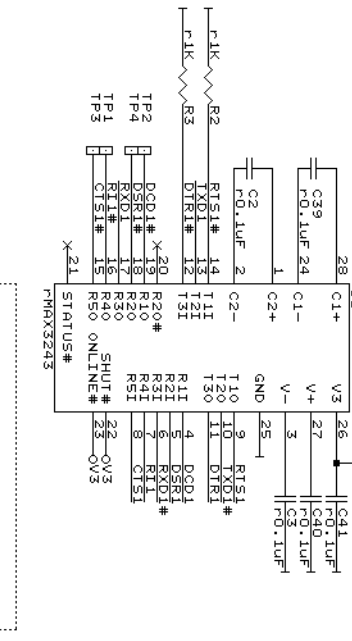 28 C1+ V3 26 C41
r0.1uF
C39
r0.1uF
24 C1- V+ 27 C40
r0.1uF
V- 3 C3
r0.1uF
1 C2+
GND 25
C2
r0.1uF
2 C2-
r1K R2 RTS1# 14 T1I T1O 9 RTS1
TXD1 13 T2I T2O 10 TXD1#
r1K R3 DTR1# 12 T3I T3O 11 DTR1
20 R2O# R1I 4 DCD1
TP2 DCD1# 19 R1O R2I 5 DSR1
TP4 DSR1# 18 R2O R3I 6 RXD1#
RXD1 17 R3O R4I 7 RI1
RI1# 16 R4O R5I 8 CTS1
TP1 CTS1# 15 R5O SHUT# 22 V3
TP3 ONLINE# 23 V3
21 STATUS#
rMAX3243